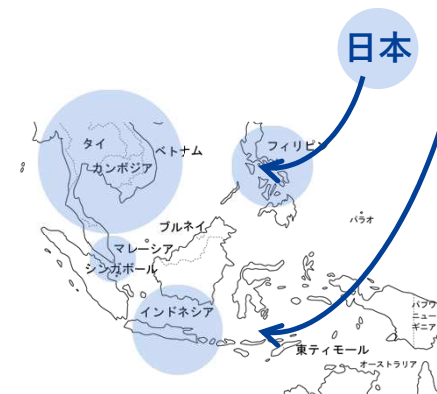 日本
タイ
ベトナム
カンボジア
フィリピン
パラオ
ブルネイ
マレーシア
シンガポール
インドネシア
パプア
ニュー
ギニア
東ティモール
オーストラリア